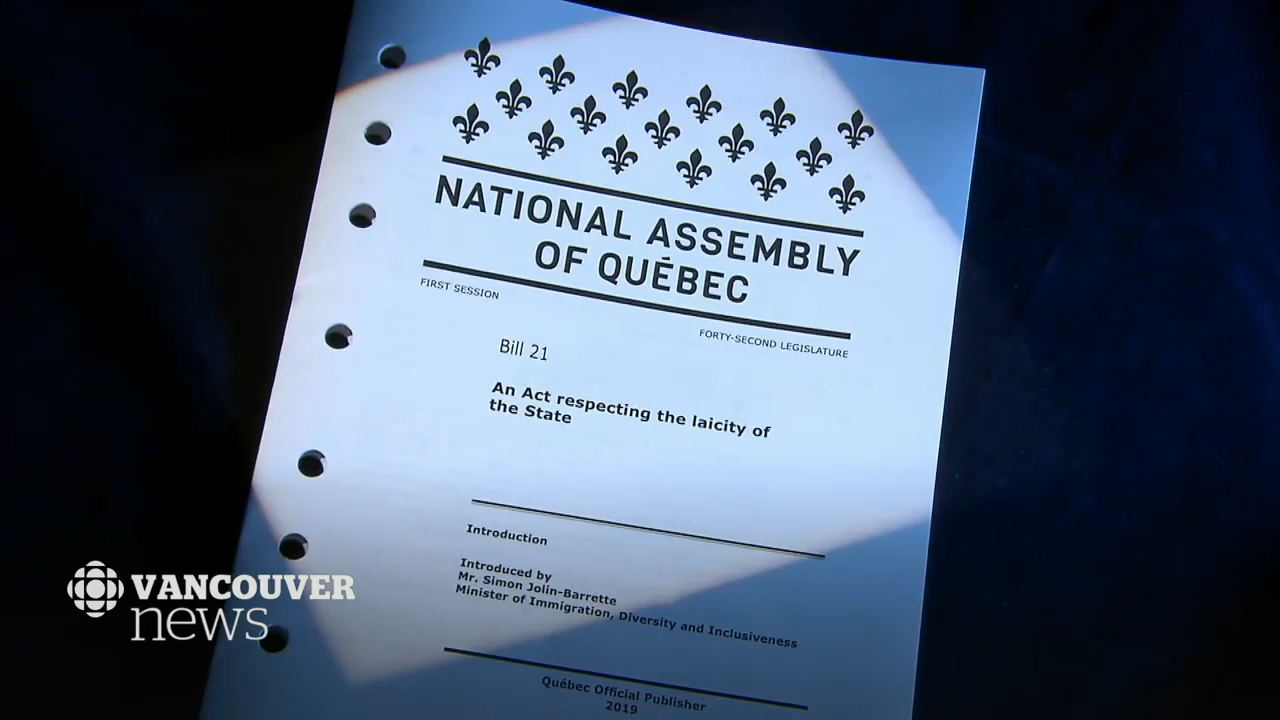 NATIONAL ASSEMBLY
OF QUÉBEC
FIRST SESSION
FORTY-SECOND LEGISLATURE
Bill 21
An Act respecting the laicity of
the State
Introduction
Introduced by
Mr. Simon Jolin-Barrette
Minister of Immigration, Diversity and Inclusiveness
Québec Official Publisher
2019
VANCOUVER
news